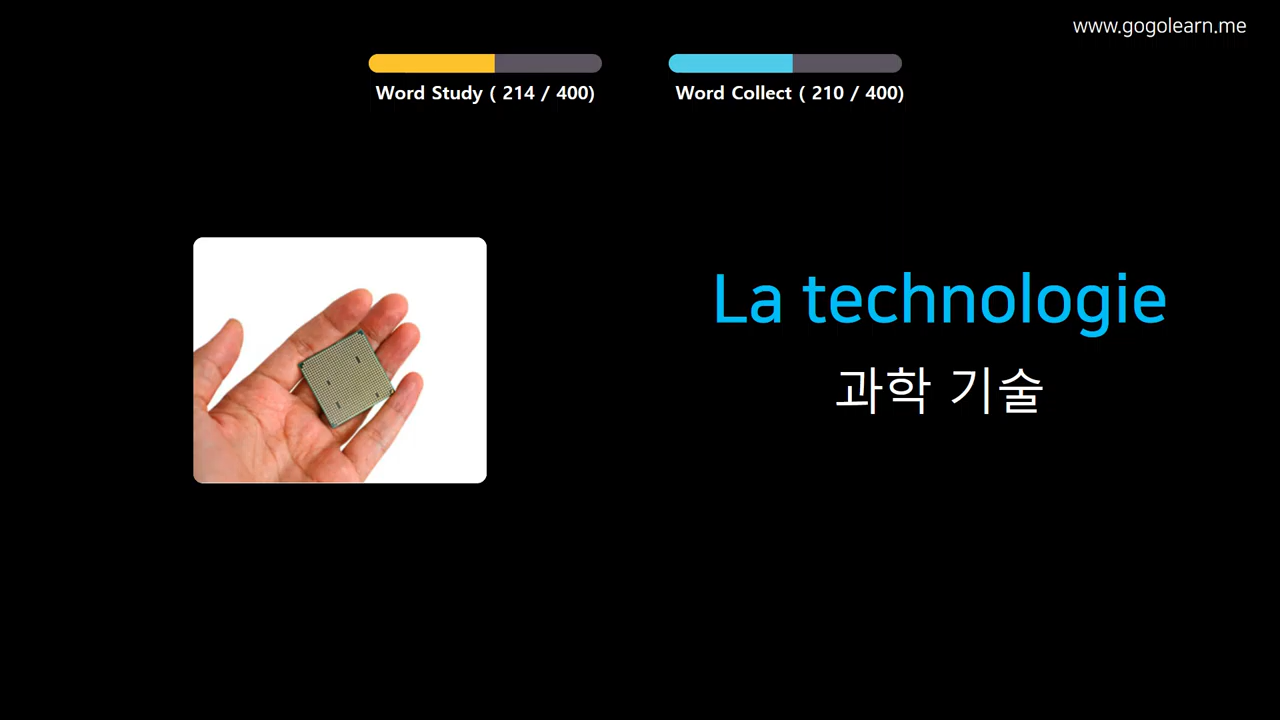 www.gogolearn.me
Word Study ( 214 / 400)
Word Collect ( 210 / 400)
La technologie
과학 기술